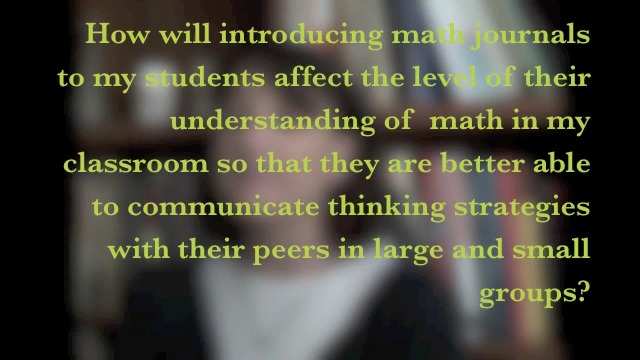 How will introducing math journals
to my students affect the level of their
understanding of  math in my
classroom so that they are better able
to communicate thinking strategies
with their peers in large and small
groups?